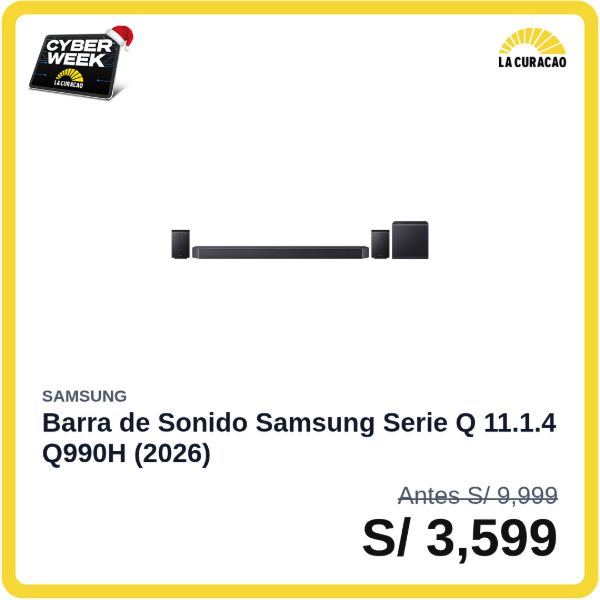 CYBER
WEEK
LA CURACAO
LA CURACAO
SAMSUNG
Barra de Sonido Samsung Serie Q 11.1.4
Q990H (2026)
Antes S/ 9,999
S/ 3,599